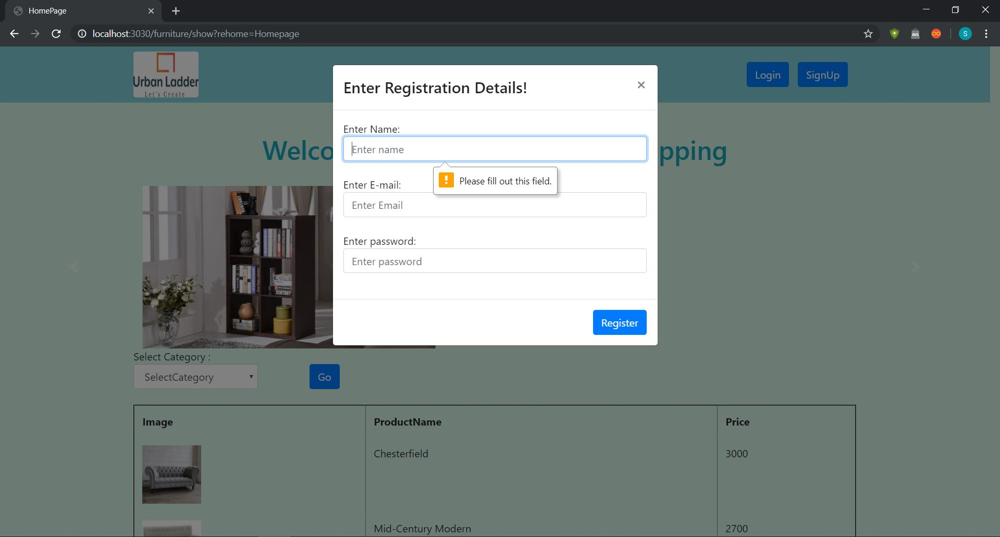 HomePage
localhost:3030/furniture/show?rehome=Homepage
AVG
S
Urban Ladder
Let's Create
Login
SignUp
Enter Registration Details!
×
Enter Name:
Enter name
Please fill out this field.
Enter E-mail:
Enter Email
Enter password:
Enter password
Register
Welco
pping
CENTURY
Select Category :
SelectCategory
Go
Image
ProductName
Price
Chesterfield
3000
Mid-Century Modern
2700